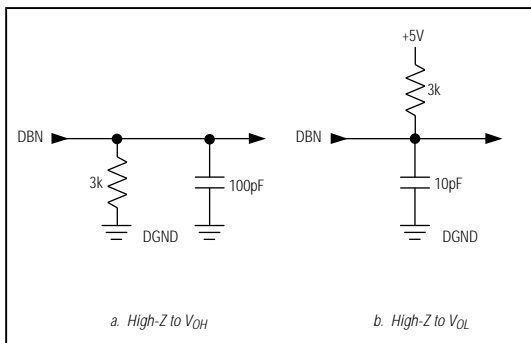 +5V
3k
DBN
DBN
3k
100pF
10pF
DGND
DGND
a. High-Z to VOH
b. High-Z to VOL